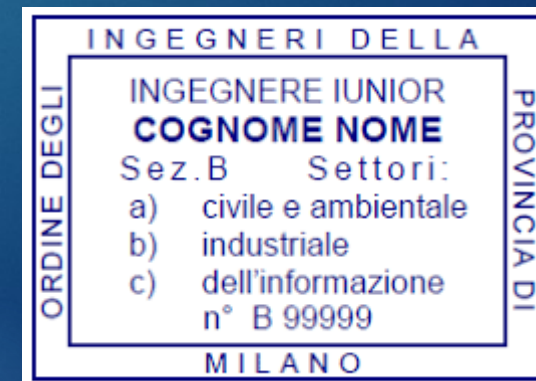 INGEGNERI DELLA
ORDINE DEGLI
INGEGNERE IUNIOR
COGNOME NOME
Sez.B Settori:
a) civile e ambientale
b) industriale
c) dell'informazione
n° B 99999
PROVINCIA DI
MILANO